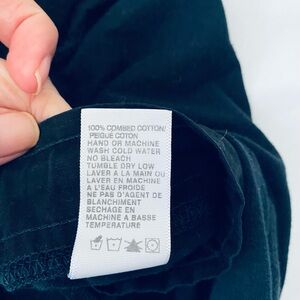 100% COMBED COTTON/
PEIGUE COTON
HAND OR MACHINE
WASH COLD WATER
NO BLEACH
TUMBLE DRY LOW
LAVER A LA MAIN OU
LAVER EN MACHINE
A L'EAU FROIDE
NE PAS D'AGENT DE
BLANCHIMENT
SECHAGE EN
MACHINE A BASSE
TEMPERATURE